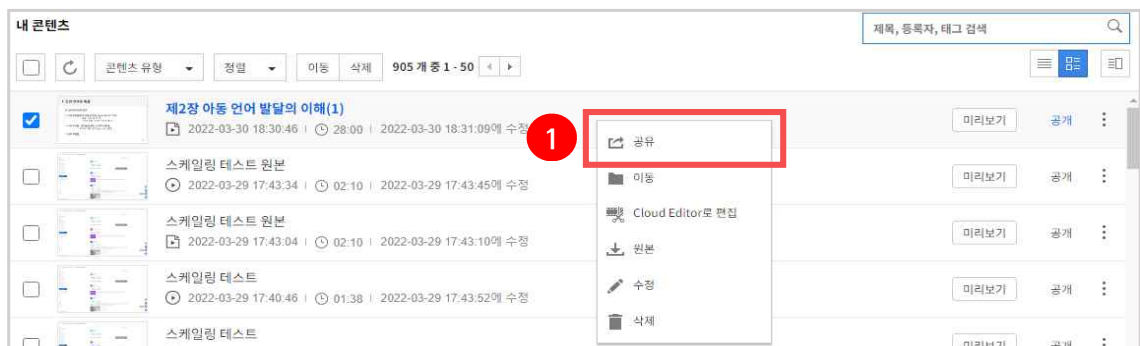 내 콘텐츠
제목, 등록자, 태그 검색
콘텐츠 유형 정렬 이동 삭제 905 개 중 1 - 50
제2장 아동 언어 발달의 이해(1)
2022-03-30 18:30:46 | 28:00 | 2022-03-30 18:31:09에 수정
미리보기 공개
1
공유
이동
Cloud Editor로 편집
원본
수정
삭제
스케일링 테스트 원본
2022-03-29 17:43:34 | 02:10 | 2022-03-29 17:43:45에 수정
미리보기 공개
스케일링 테스트 원본
2022-03-29 17:43:04 | 02:10 | 2022-03-29 17:43:10에 수정
미리보기 공개
스케일링 테스트
2022-03-29 17:40:46 | 01:38 | 2022-03-29 17:43:52에 수정
미리보기 공개
스케일링 테스트
미리보기 공개